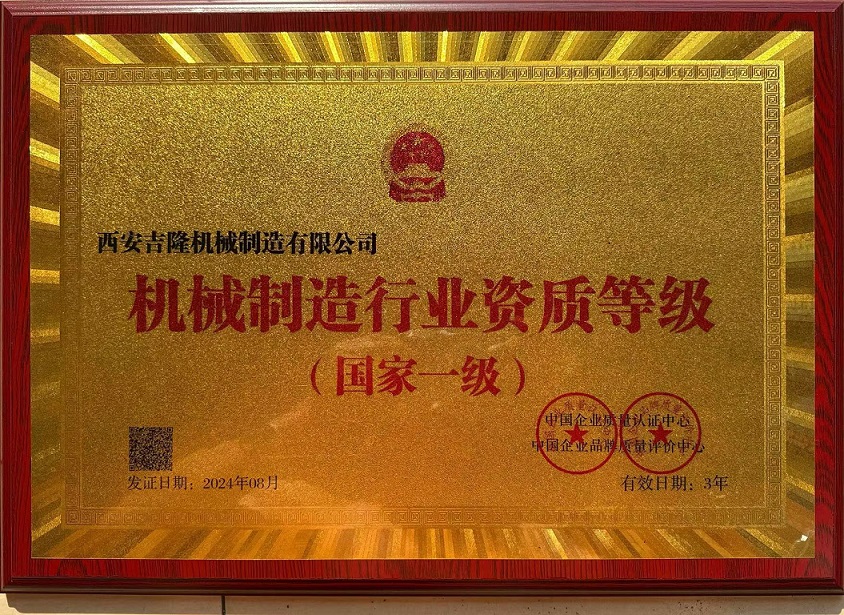 西安吉隆机械制造有限公司
机械制造行业资质等级
（国家一级）
中国企业质量认证中心
中国企业品牌质量评价中心
发证日期：2024年08月
有效日期：3年